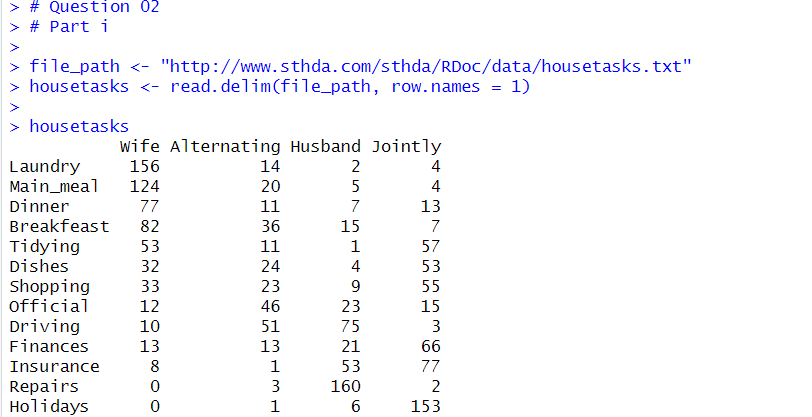 > # Question 02
> # Part i
>
> file_path <- "http://www.sthda.com/sthda/RDoc/data/housetasks.txt"
> housetasks <- read.delim(file_path, row.names = 1)
>
> housetasks
           Wife Alternating Husband Jointly
Laundry     156          14       2       4
Main_meal   124          20       5       4
Dinner       77          11       7      13
Breakfeast   82          36      15       7
Tidying      53          11       1      57
Dishes       32          24       4      53
Shopping     33          23       9      55
Official     12          46      23      15
Driving      10          51      75       3
Finances     13          13      21      66
Insurance     8           1      53      77
Repairs       0           3     160       2
Holidays      0           1       6     153